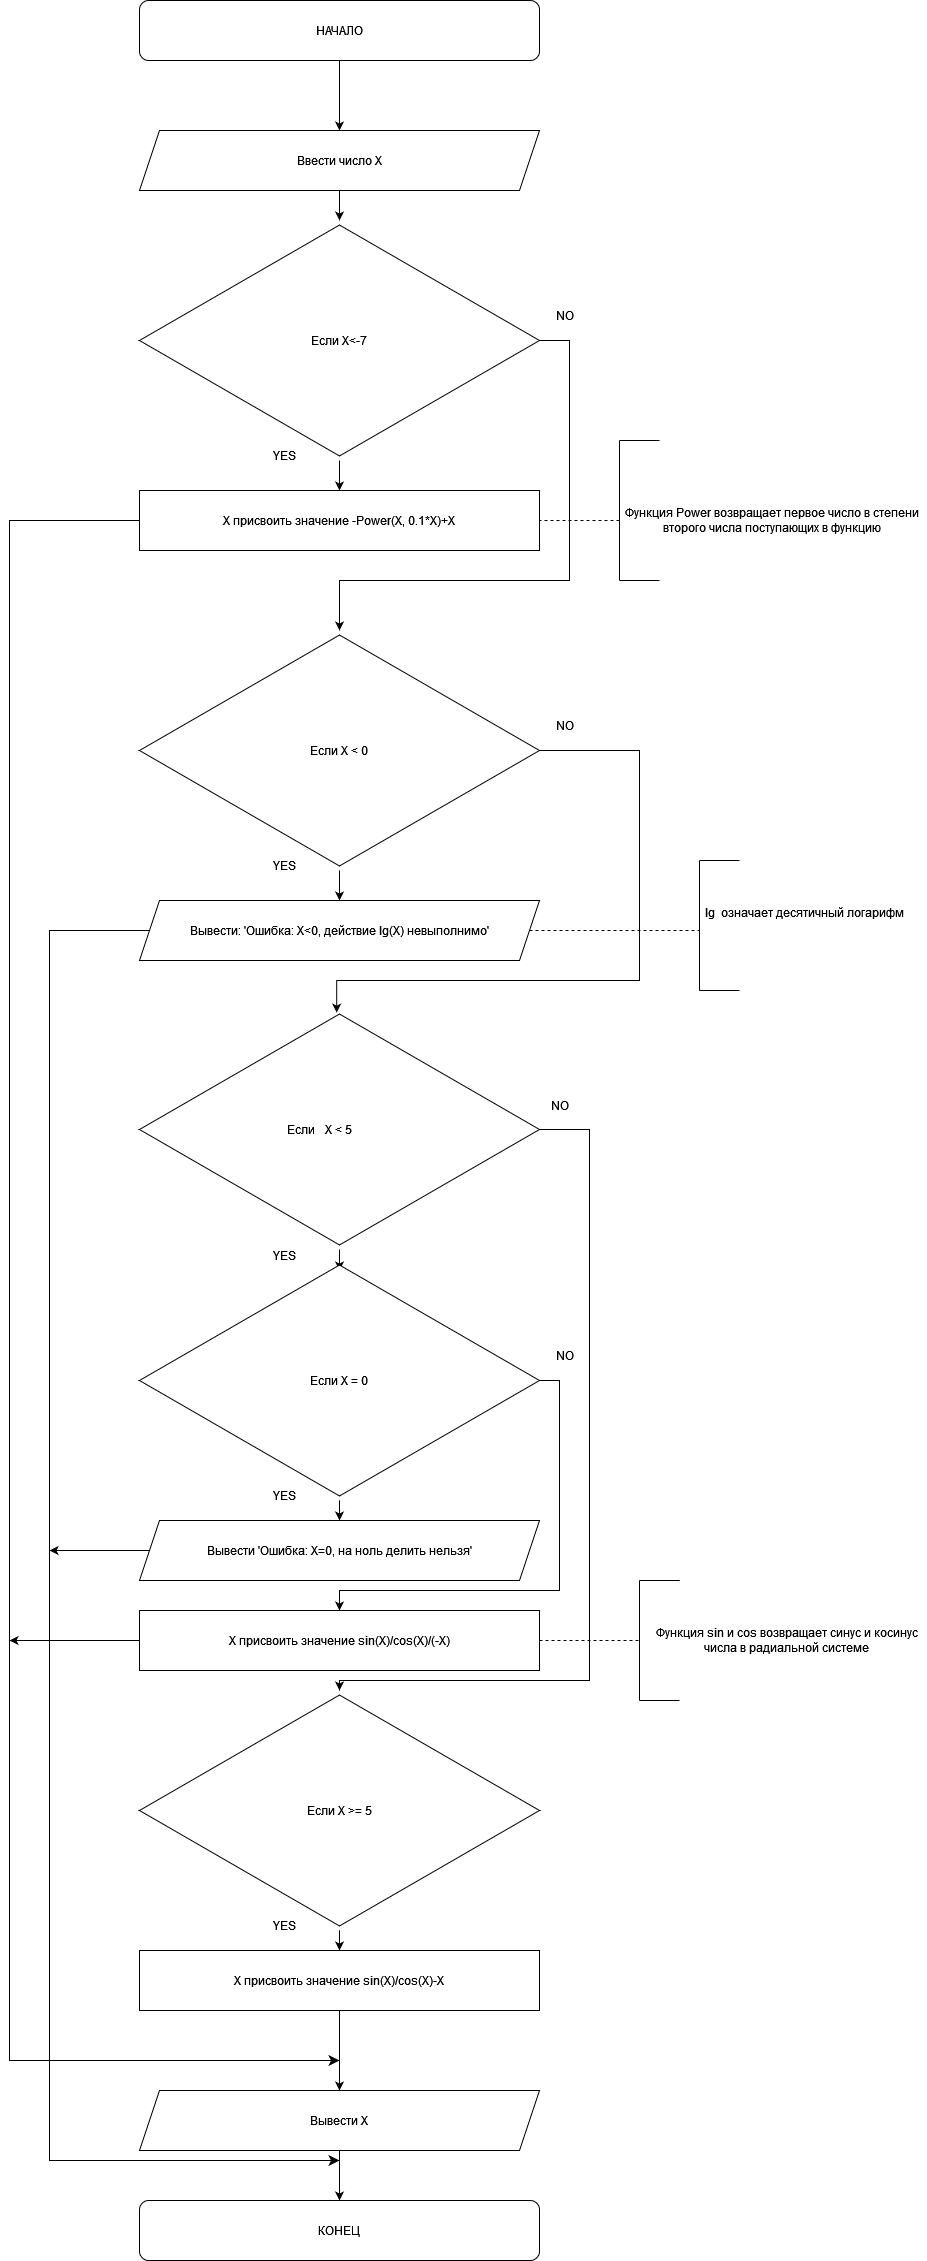 НАЧАЛО
Ввести число X
NO
Если X<-7
YES
X присвоить значение -Power(X, 0.1*X)+X
Функция Power возвращает первое число в степени
второго числа поступающих в функцию
NO
Если X < 0
YES
Вывести: 'Ошибка: X<0, действие lg(X) невыполнимо'
lg означает десятичный логарифм
NO
Если X < 5
YES
NO
Если X = 0
YES
Вывести 'Ошибка: X=0, на ноль делить нельзя'
X присвоить значение sin(X)/cos(X)/(-X)
Функция sin и cos возвращает синус и косинус
числа в радиальной системе
Если X >= 5
YES
X присвоить значение sin(X)/cos(X)-X
Вывести X
КОНЕЦ